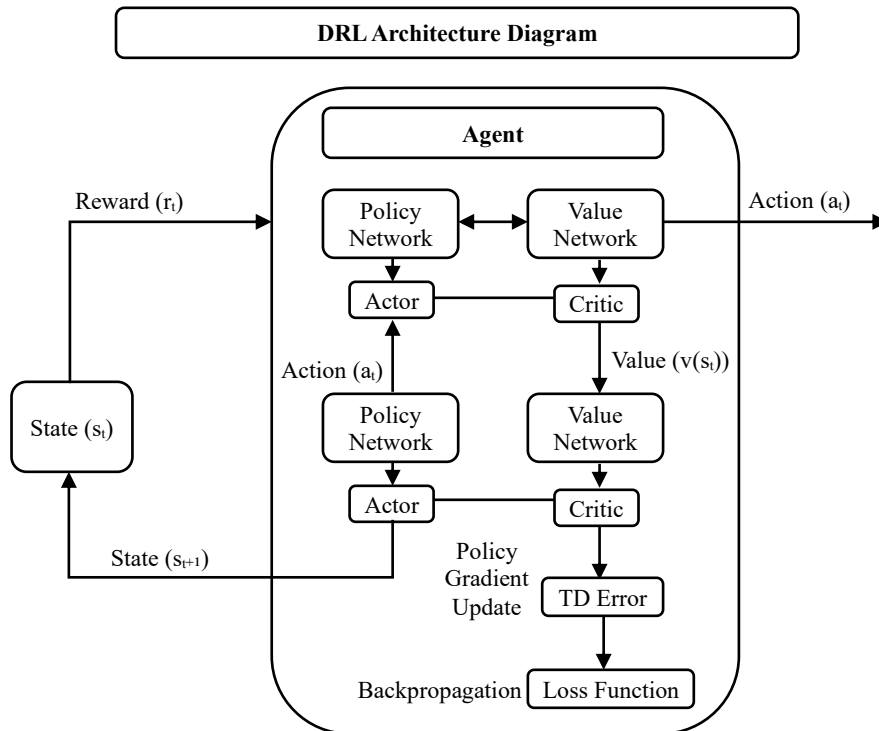 DRL Architecture Diagram
Agent
Reward (rₜ)
Policy
Network
Value
Network
Action (aₜ)
Actor
Critic
Action (aₜ)
Value (v(sₜ))
State (sₜ)
Policy
Network
Value
Network
Actor
Critic
State (sₜ₊₁)
Policy
Gradient
Update
TD Error
Backpropagation
Loss Function